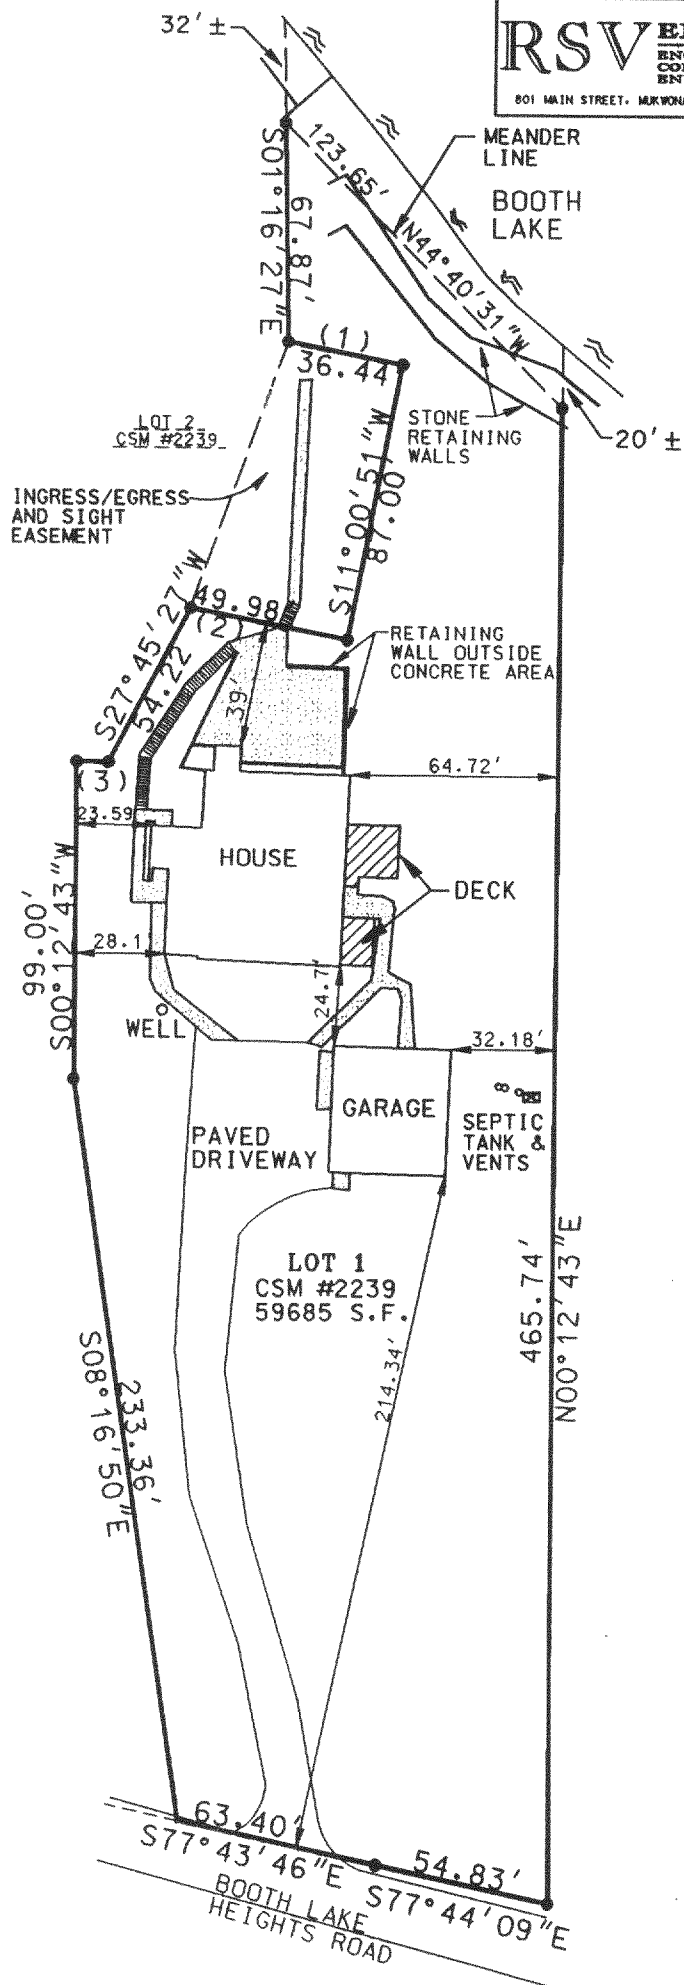 32'±
RSV
801 MAIN STREET, MUKWON
MEANDER
LINE
123.65'
BOOTH
LAKE
N44°40'31"W
S01°16'27"E
67.87'
(1)
36.44
LOT 2
CSM #2239
STONE
RETAINING
WALLS
20'±
INGRESS/EGRESS
AND SIGHT
EASEMENT
S11°00'51"W
87.00
49.98
(2)
S27°45'27"W
54.22
RETAINING
WALL OUTSIDE
CONCRETE AREA
39'
64.72'
(3)
23.59
HOUSE
DECK
S00°12'43"W
99.00'
28.1
24.7'
WELL
32.18'
GARAGE
SEPTIC
TANK &
VENTS
PAVED
DRIVEWAY
LOT 1
CSM #2239
59685 S.F.
465.74'
N00°12'43"E
214.34'
S08°16'50"E
233.36'
63.40'
S77°43'46"E
54.83'
S77°44'09"E
BOOTH LAKE
HEIGHTS ROAD